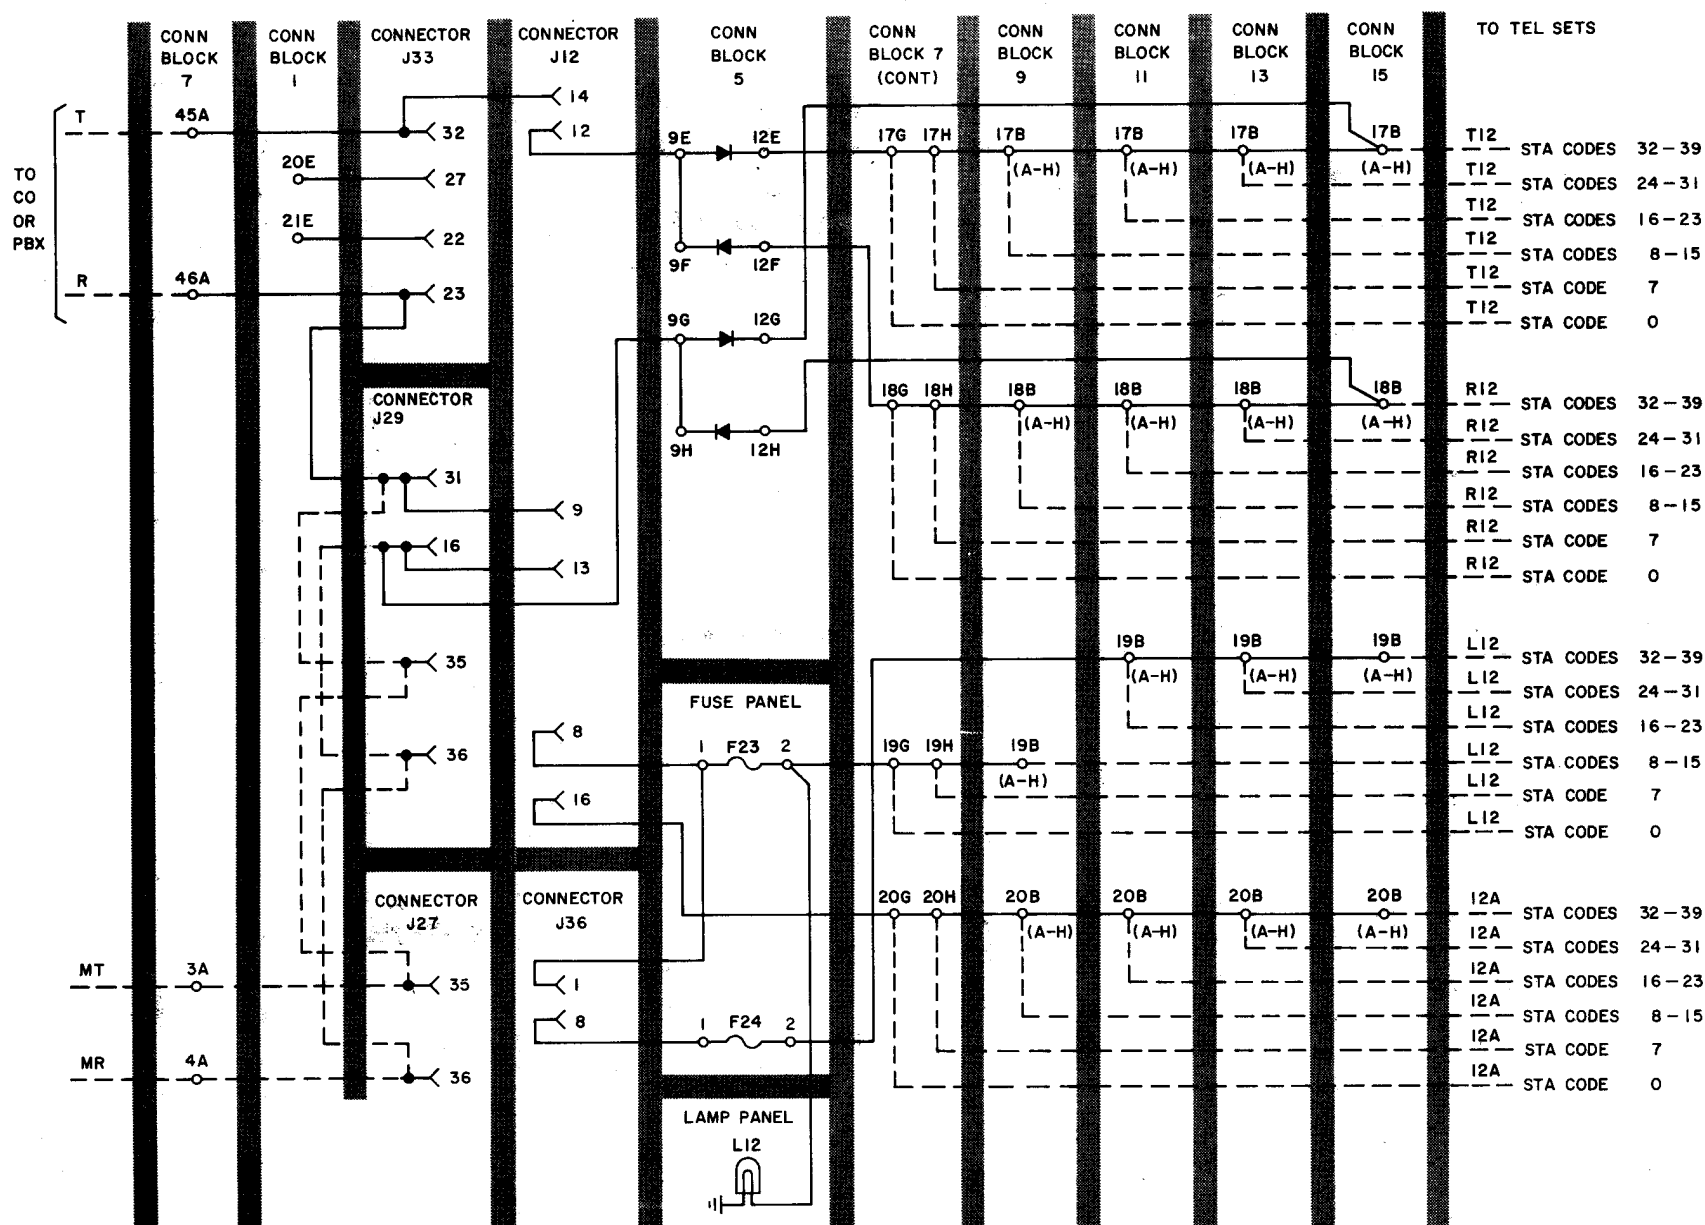 CONN BLOCK 7
CONN BLOCK 1
CONNECTOR J33
CONNECTOR J12
CONN BLOCK 5
CONN BLOCK 7 (CONT)
CONN BLOCK 9
CONN BLOCK 11
CONN BLOCK 13
CONN BLOCK 15
TO TEL SETS
TO CO OR PBX
T 45A 32 14
12
20E 27
21E 22
R 46A 23
9E 12E 17G 17H 17B 17B 17B 17B T12 STA CODES 32-39
(A-H) (A-H) (A-H) (A-H) T12 STA CODES 24-31
T12 STA CODES 16-23
9F 12F T12 STA CODES 8-15
T12 STA CODE 7
9G 12G T12 STA CODE 0
CONNECTOR J29
18G 18H 18B 18B 18B 18B R12 STA CODES 32-39
9H 12H (A-H) (A-H) (A-H) (A-H) R12 STA CODES 24-31
31 R12 STA CODES 16-23
9 R12 STA CODES 8-15
16 R12 STA CODE 7
13 R12 STA CODE 0
35 19B 19B 19B L12 STA CODES 32-39
(A-H) (A-H) (A-H) L12 STA CODES 24-31
FUSE PANEL
L12 STA CODES 16-23
36 8 1 F23 2 19G 19H 19B L12 STA CODES 8-15
(A-H) L12 STA CODE 7
16 L12 STA CODE 0
CONNECTOR J27
CONNECTOR J36
20G 20H 20B 20B 20B 20B 12A STA CODES 32-39
(A-H) (A-H) (A-H) (A-H) 12A STA CODES 24-31
MT 3A 35 1 12A STA CODES 16-23
8 1 F24 2 12A STA CODES 8-15
12A STA CODE 7
MR 4A 36 12A STA CODE 0
LAMP PANEL
L12